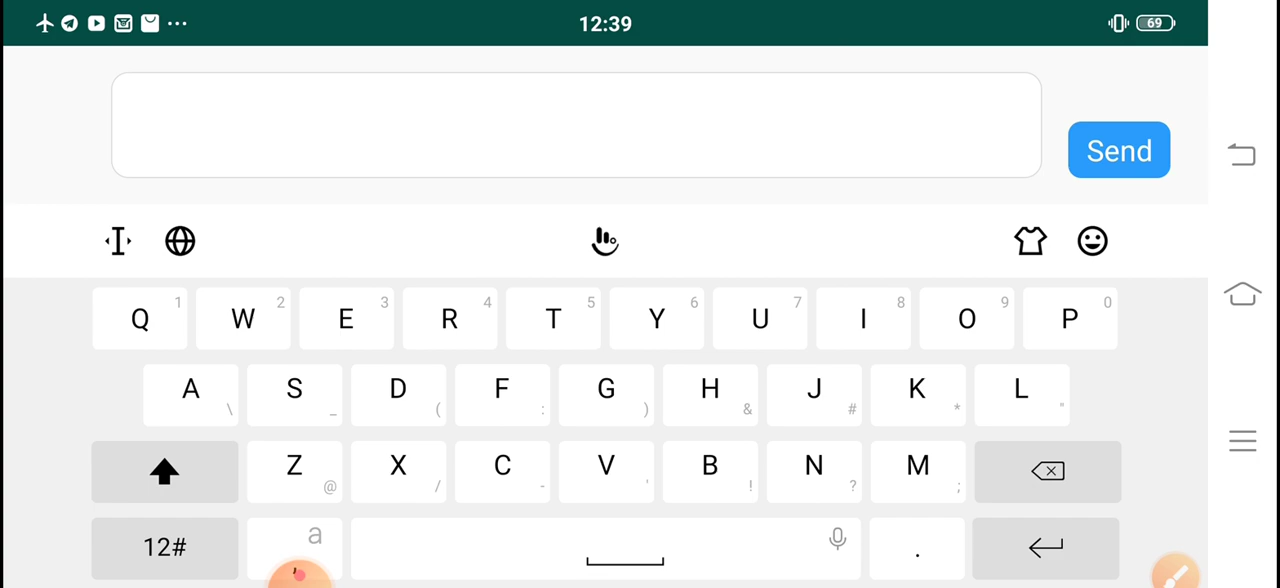 12:39
69
Send
Q 1 W 2 E 3 R 4 T 5 Y 6 U 7 I 8 O 9 P 0
A \ S _ D ( F : G ) H & J # K * L "
Z @ X / C - V ' B ! N ? M ;
12# a .